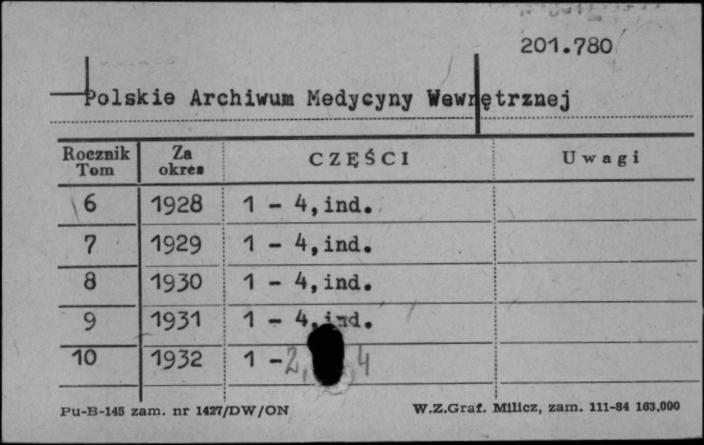 201.780
Polskie Archiwum Medycyny Wewnętrznej
Rocznik Tom Za okres CZĘŚCI Uwagi
6 1928 1 - 4, ind.
7 1929 1 - 4, ind.
8 1930 1 - 4, ind.
9 1931 1 - 4, ind.
10 1932 1 - 2, 4
Pu-B-145 zam. nr 1427/DW/ON W.Z.Graf. Milicz, zam. 111-84 163,000